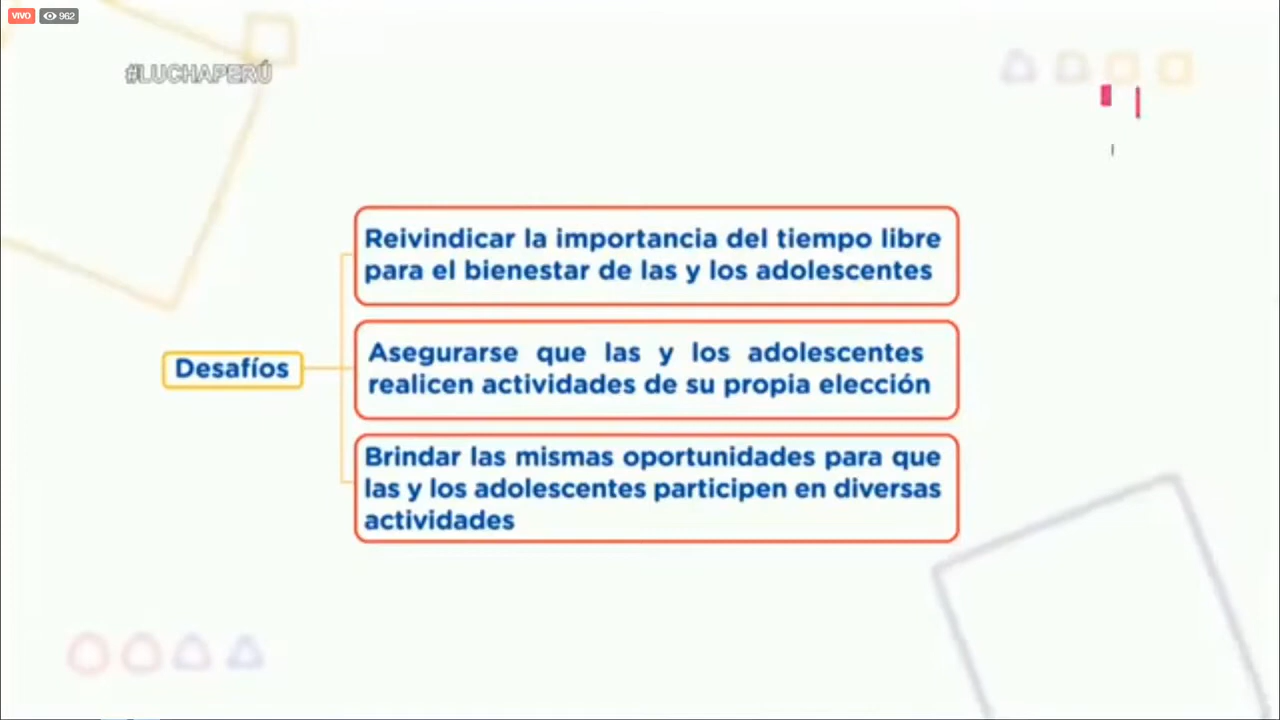 VIVO 962
#LUCHAPERÚ
Reivindicar la importancia del tiempo libre
para el bienestar de las y los adolescentes
Desafíos
Asegurarse que las y los adolescentes
realicen actividades de su propia elección
Brindar las mismas oportunidades para que
las y los adolescentes participen en diversas
actividades